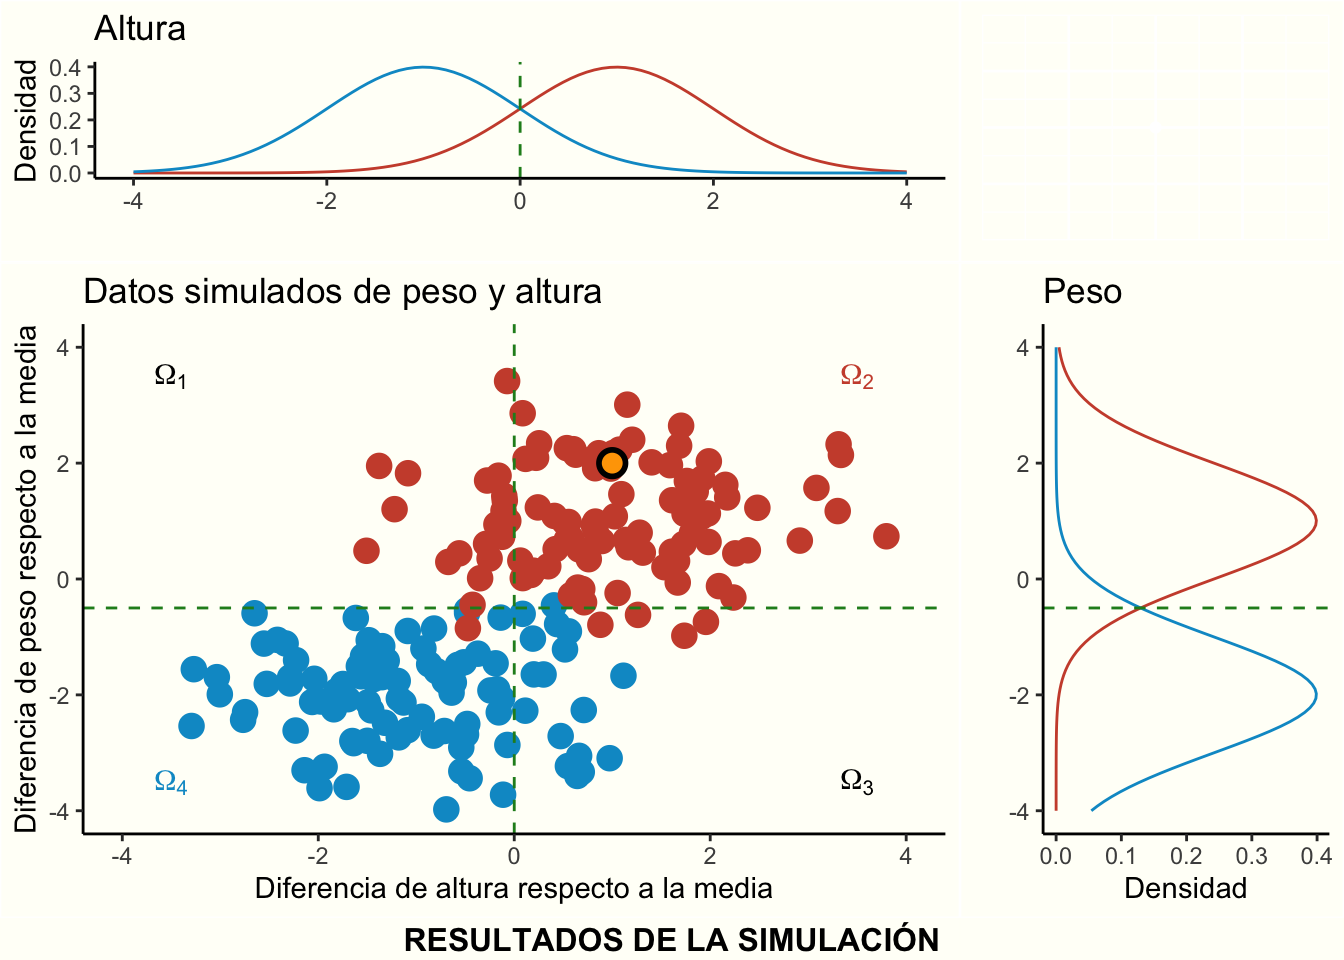 Altura
Densidad
0.4
0.3
0.2
0.1
0.0
-4 -2 0 2 4
Datos simulados de peso y altura
Diferencia de peso respecto a la media
4
2
0
-2
-4
Ω1
Ω2
Ω4
Ω3
-4 -2 0 2 4
Diferencia de altura respecto a la media
Peso
4
2
0
-2
-4
0.0 0.1 0.2 0.3 0.4
Densidad
RESULTADOS DE LA SIMULACIÓN